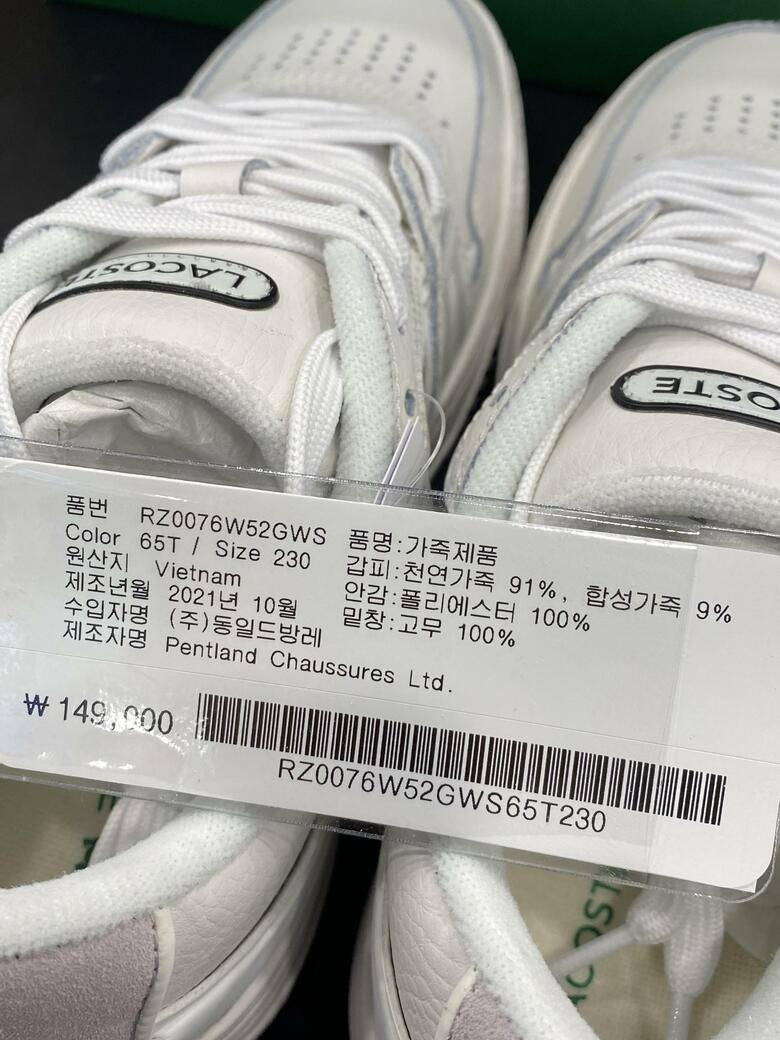 LACOSTE
COSTE
품번 RZ0076W52GWS
Color 65T / Size 230
원산지 Vietnam
제조년월 2021년 10월
수입자명 (주)동일드방레
제조자명 Pentland Chaussures Ltd.
품명:가죽제품
갑피:천연가죽 91%, 합성가죽 9%
안감:폴리에스터 100%
밑창:고무 100%
₩ 149,000
RZ0076W52GWS65T230